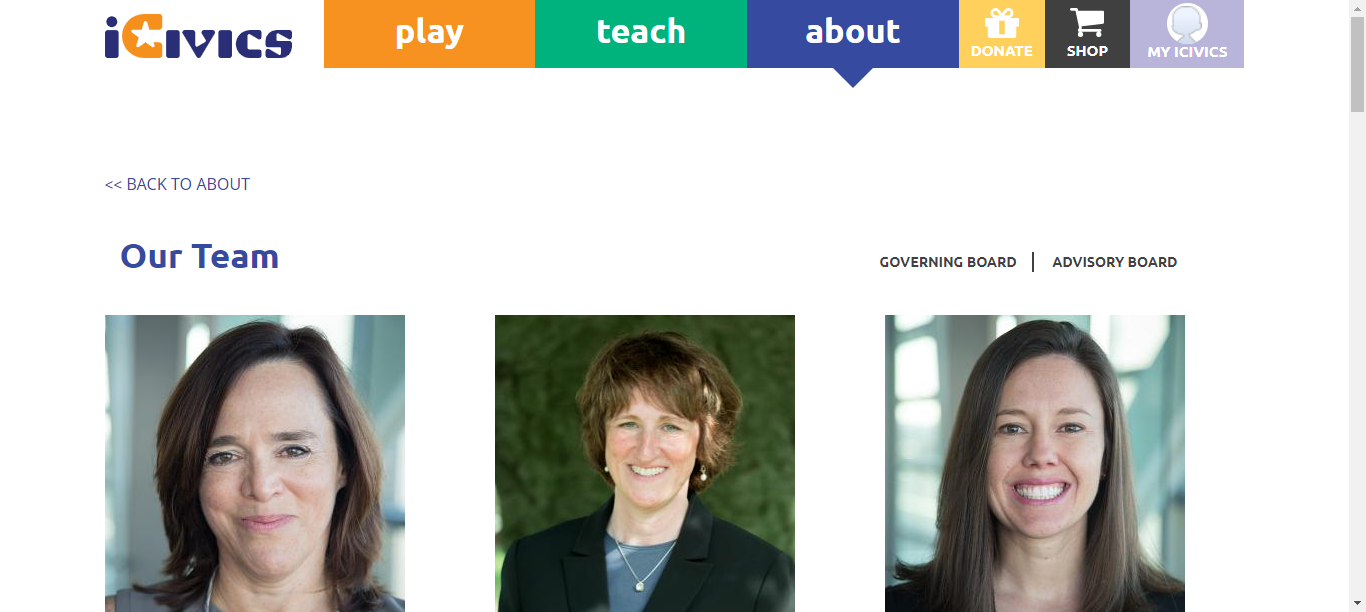 iCivics
play
teach
about
DONATE
SHOP
MY ICIVICS
<< BACK TO ABOUT
Our Team
GOVERNING BOARD
ADVISORY BOARD